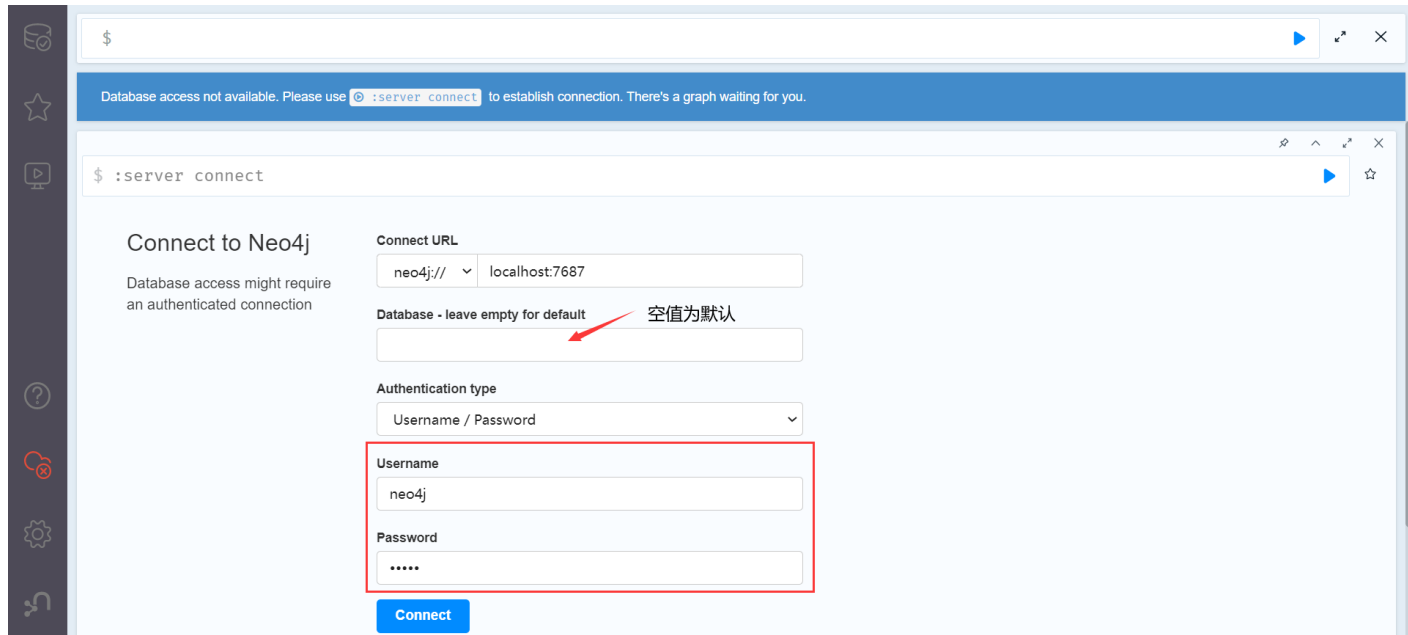 $
Database access not available. Please use :server connect to establish connection. There's a graph waiting for you.
$ :server connect
Connect to Neo4j
Database access might require
an authenticated connection
Connect URL
neo4j:// localhost:7687
Database - leave empty for default
空值为默认
Authentication type
Username / Password
Username
neo4j
Password
•••••
Connect